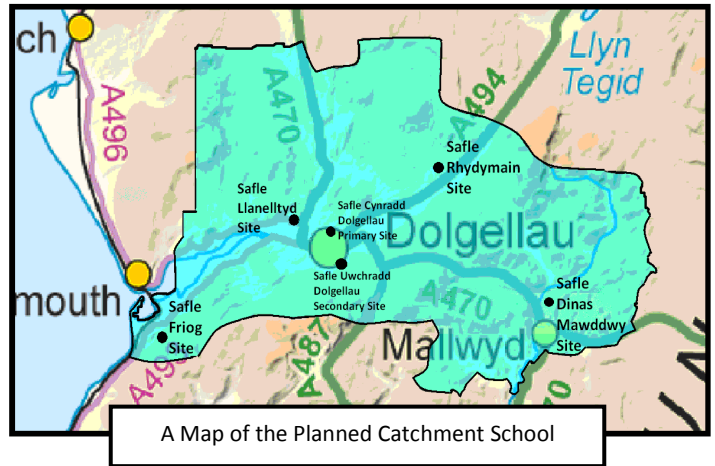 ch
A496
A470
Llyn
Tegid
A494
Safle
Rhydymain
Site
Safle
Llanelltyd
Site
Safle Cynradd
Dolgellau
Primary Site
Dolgellau
Safle Uwchradd
Dolgellau
Secondary Site
mouth
Safle
Friog
Site
A470
Safle
Dinas
Mawddwy
Site
Mallwyd
A487
A49
70
A Map of the Planned Catchment School